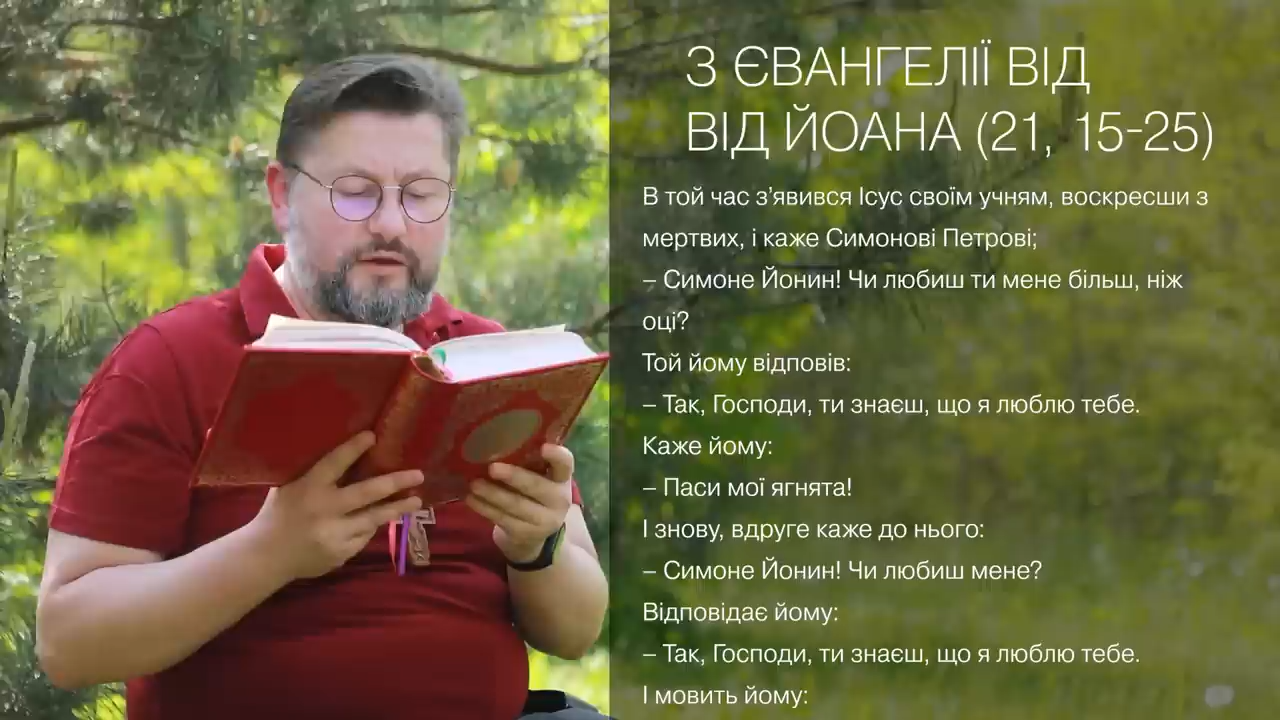 З ЄВАНГЕЛІЇ ВІД
ВІД ЙОАНА (21, 15-25)
В той час з’явився Ісус своїм учням, воскресши з
мертвих, і каже Симонові Петрові;
– Симоне Йонин! Чи любиш ти мене більш, ніж
оці?
Той йому відповів:
– Так, Господи, ти знаєш, що я люблю тебе.
Каже йому:
– Паси мої ягнята!
І знову, вдруге каже до нього:
– Симоне Йонин! Чи любиш мене?
Відповідає йому:
– Так, Господи, ти знаєш, що я люблю тебе.
І мовить йому: